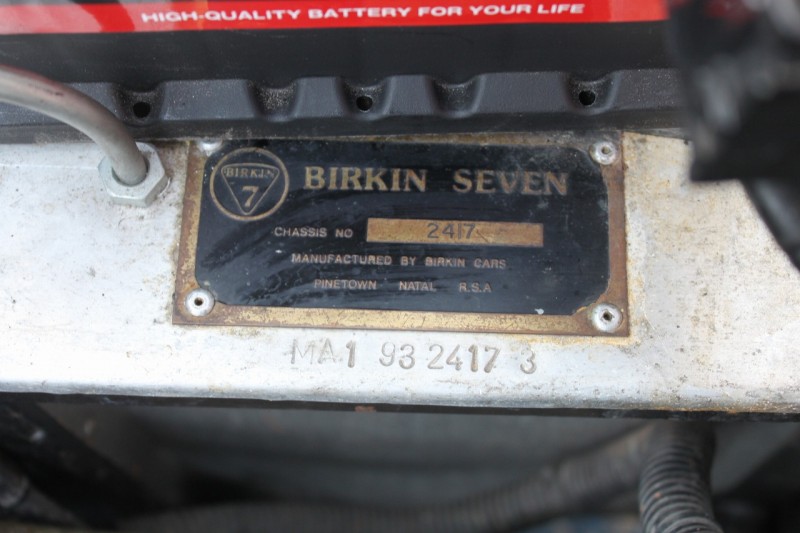 HIGH-QUALITY BATTERY FOR YOUR LIFE
BIRKIN
7
BIRKIN SEVEN
CHASSIS NO 2417
MANUFACTURED BY BIRKIN CARS
PINETOWN NATAL R.S.A
MA1 93 2417 3